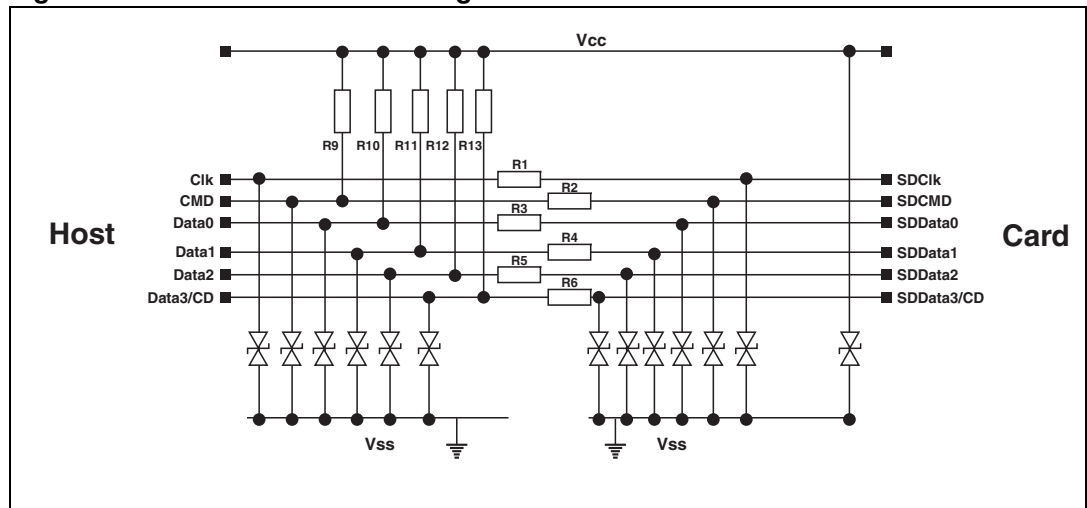 Vcc
R9 R10 R11 R12 R13
R1
Clk SDClk
R2
CMD SDCMD
R3
Data0 SDData0
Host Card
R4
Data1 SDData1
R5
Data2 SDData2
R6
Data3/CD SDData3/CD
Vss Vss